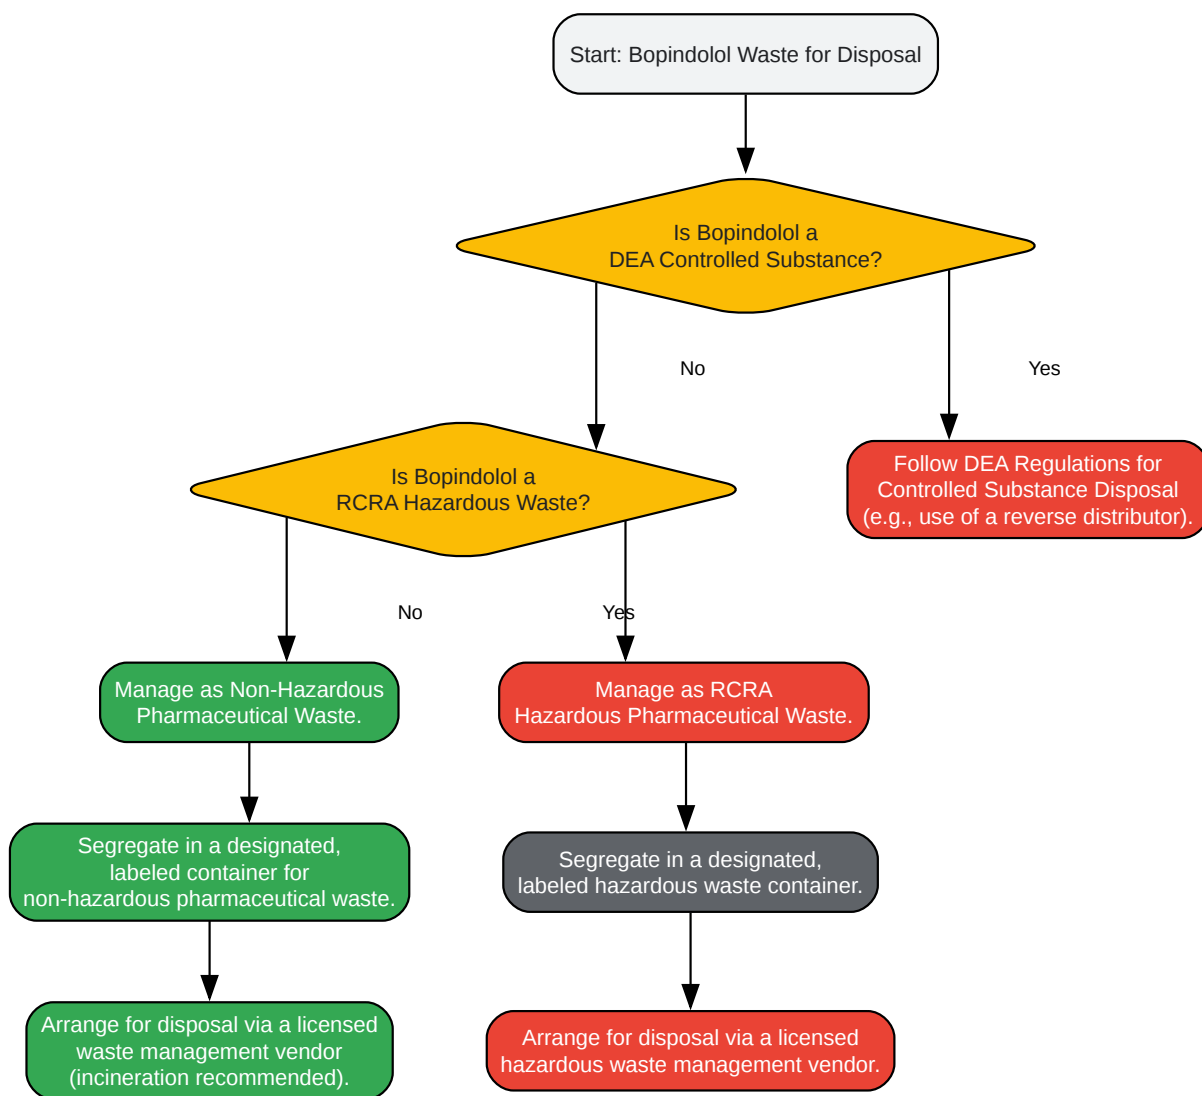 Start: Bopindolol Waste for Disposal
Is Bopindolol a
DEA Controlled Substance?
No
Yes
Is Bopindolol a
RCRA Hazardous Waste?
Follow DEA Regulations for
Controlled Substance Disposal
(e.g., use of a reverse distributor).
No
Yes
Manage as Non-Hazardous
Pharmaceutical Waste.
Manage as RCRA
Hazardous Pharmaceutical Waste.
Segregate in a designated,
labeled container for
non-hazardous pharmaceutical waste.
Segregate in a designated,
labeled hazardous waste container.
Arrange for disposal via a licensed
waste management vendor
(incineration recommended).
Arrange for disposal via a licensed
hazardous waste management vendor.